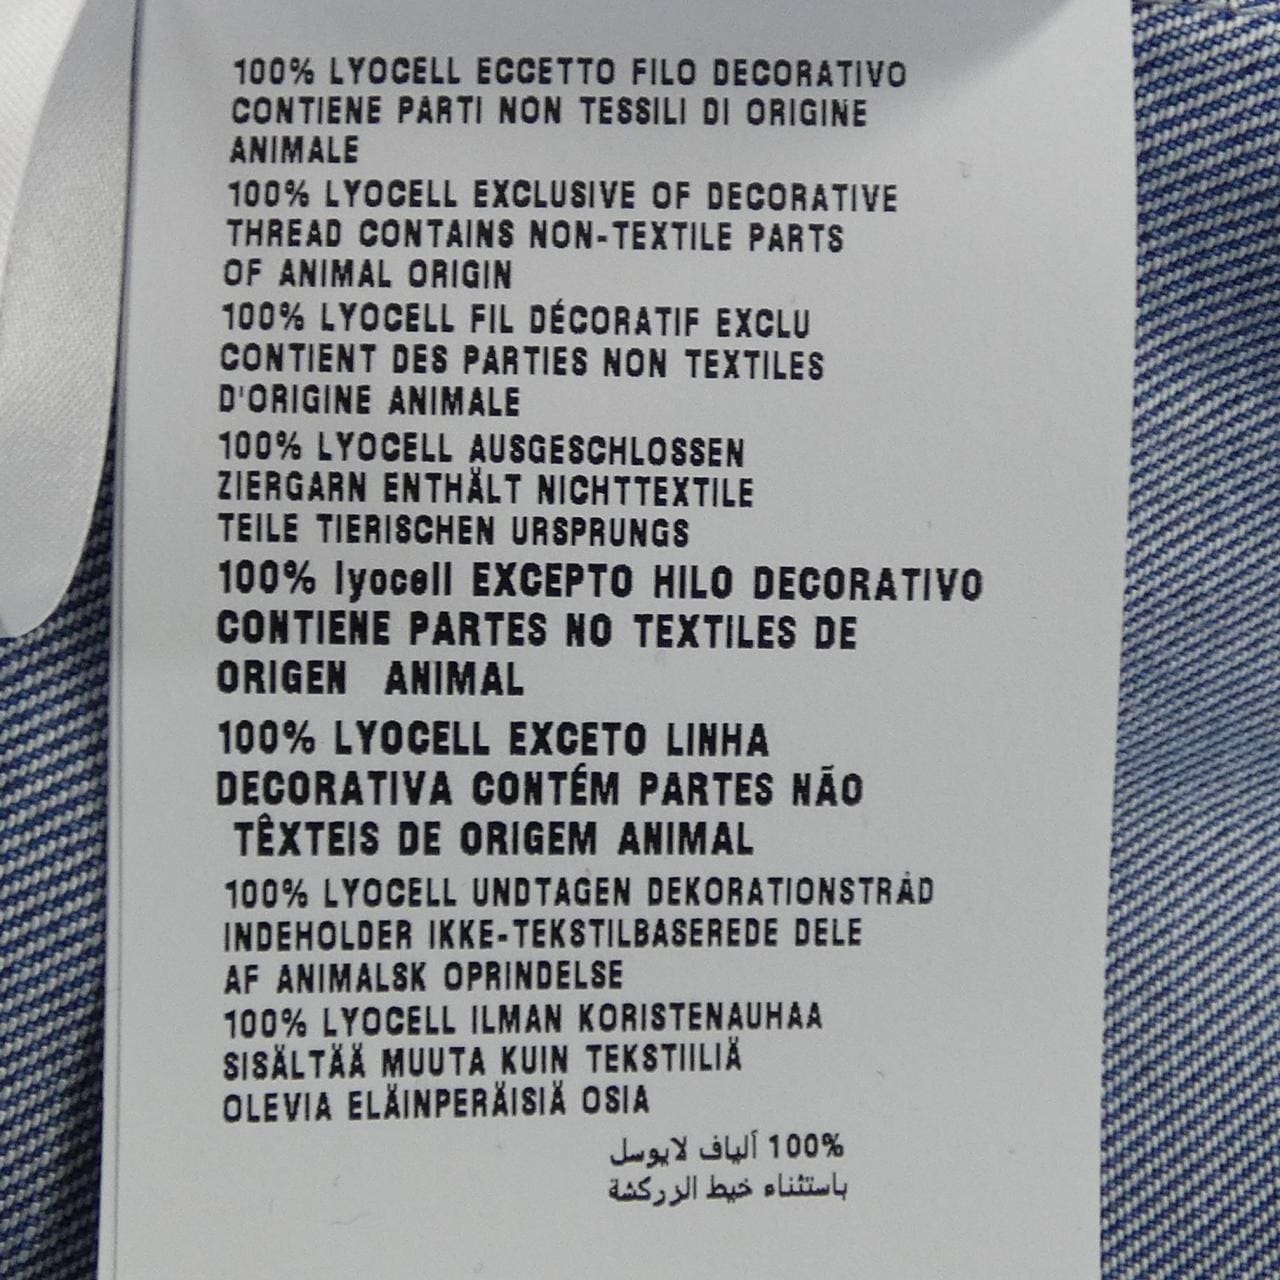 100% LYOCELL ECCETTO FILO DECORATIVO
CONTIENE PARTI NON TESSILI DI ORIGINE
ANIMALE
100% LYOCELL EXCLUSIVE OF DECORATIVE
THREAD CONTAINS NON-TEXTILE PARTS
OF ANIMAL ORIGIN
100% LYOCELL FIL DÉCORATIF EXCLU
CONTIENT DES PARTIES NON TEXTILES
D'ORIGINE ANIMALE
100% LYOCELL AUSGESCHLOSSEN
ZIERGARN ENTHÄLT NICHTTEXTILE
TEILE TIERISCHEN URSPRUNGS
100% lyocell EXCEPTO HILO DECORATIVO
CONTIENE PARTES NO TEXTILES DE
ORIGEN ANIMAL
100% LYOCELL EXCETO LINHA
DECORATIVA CONTÉM PARTES NÃO
TÊXTEIS DE ORIGEM ANIMAL
100% LYOCELL UNDTAGEN DEKORATIONSTRÅD
INDEHOLDER IKKE-TEKSTILBASEREDE DELE
AF ANIMALSK OPRINDELSE
100% LYOCELL ILMAN KORISTENAUHAA
SISÄLTÄÄ MUUTA KUIN TEKSTIILIÄ
OLEVIA ELÄINPERÄISIÄ OSIA
100% ألياف لايوسل
باستثناء خيط الزركشة